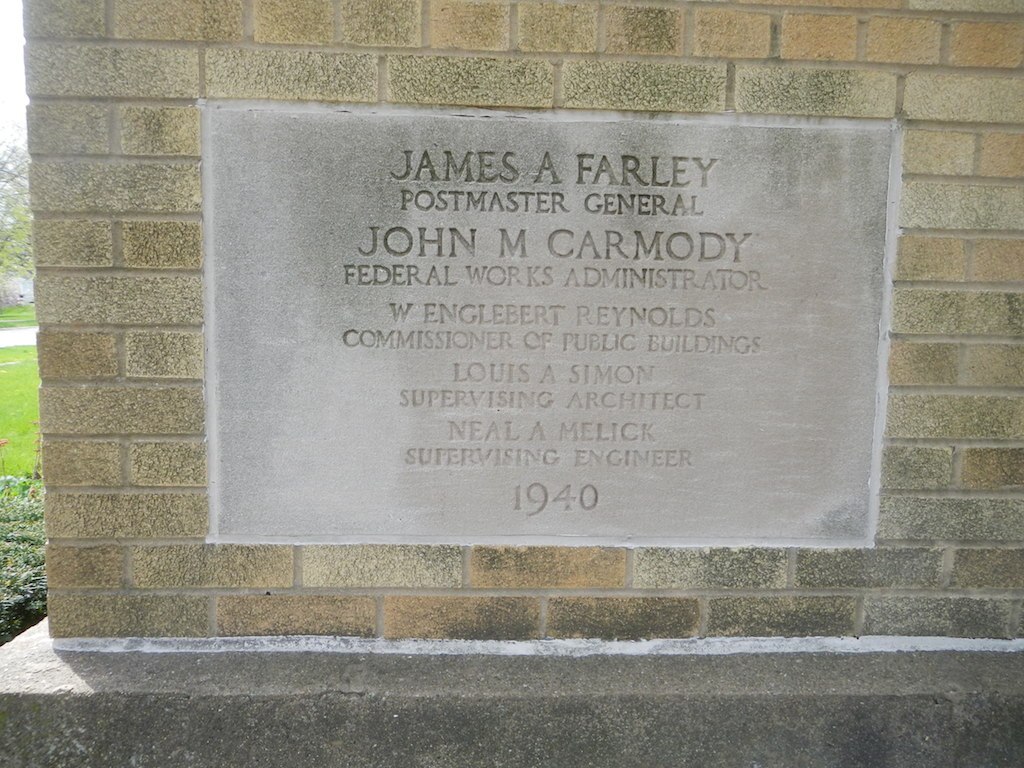 JAMES A FARLEY
POSTMASTER GENERAL
JOHN M CARMODY
FEDERAL WORKS ADMINISTRATOR
W ENGLEBERT REYNOLDS
COMMISSIONER OF PUBLIC BUILDINGS
LOUIS A SIMON
SUPERVISING ARCHITECT
NEAL A MELICK
SUPERVISING ENGINEER
1940